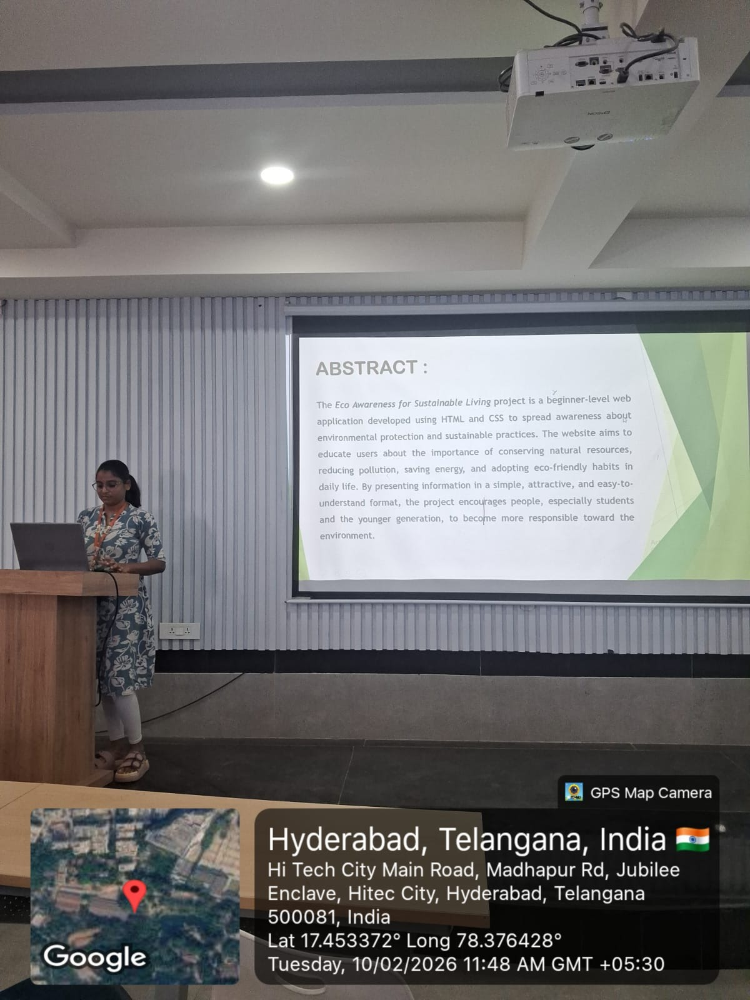 EPSON
ABSTRACT :
The Eco Awareness for Sustainable Living project is a beginner-level web
application developed using HTML and CSS to spread awareness about
environmental protection and sustainable practices. The website aims to
educate users about the importance of conserving natural resources,
reducing pollution, saving energy, and adopting eco-friendly habits in
daily life. By presenting information in a simple, attractive, and easy-to-
understand format, the project encourages people, especially students
and the younger generation, to become more responsible toward the
environment.
GPS Map Camera
Google
Hyderabad, Telangana, India
Hi Tech City Main Road, Madhapur Rd, Jubilee
Enclave, Hitec City, Hyderabad, Telangana
500081, India
Lat 17.453372° Long 78.376428°
Tuesday, 10/02/2026 11:48 AM GMT +05:30